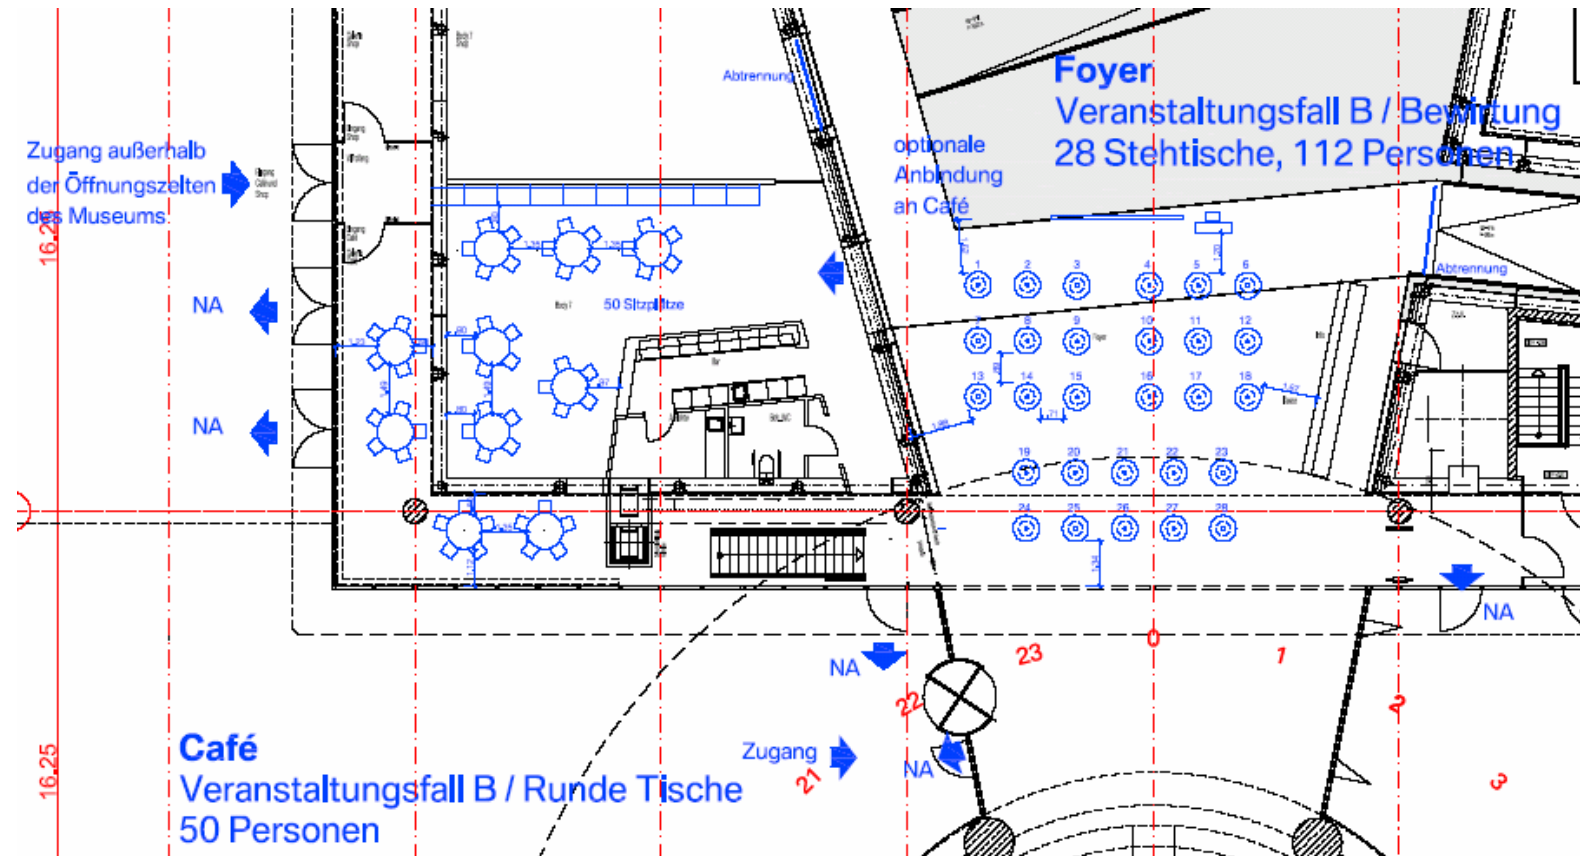 Foyer
Veranstaltungsfall B / Bewirtung
28 Stehtische, 112 Personen
Abtrennung
optionale
Anbindung
an Café
Zugang außerhalb
der Öffnungszeiten
des Museums
16,25
NA
NA
50 Sitzplätze
Abtrennung
1 2 3 4 5 6
7 8 9 10 11 12
13 14 15 16 17 18
19 20 21 22 23
24 25 26 27 28
Foyer
Bar
NA
NA
Zugang
NA
21 22 23 0 1 2 3
16,25
Café
Veranstaltungsfall B / Runde Tische
50 Personen